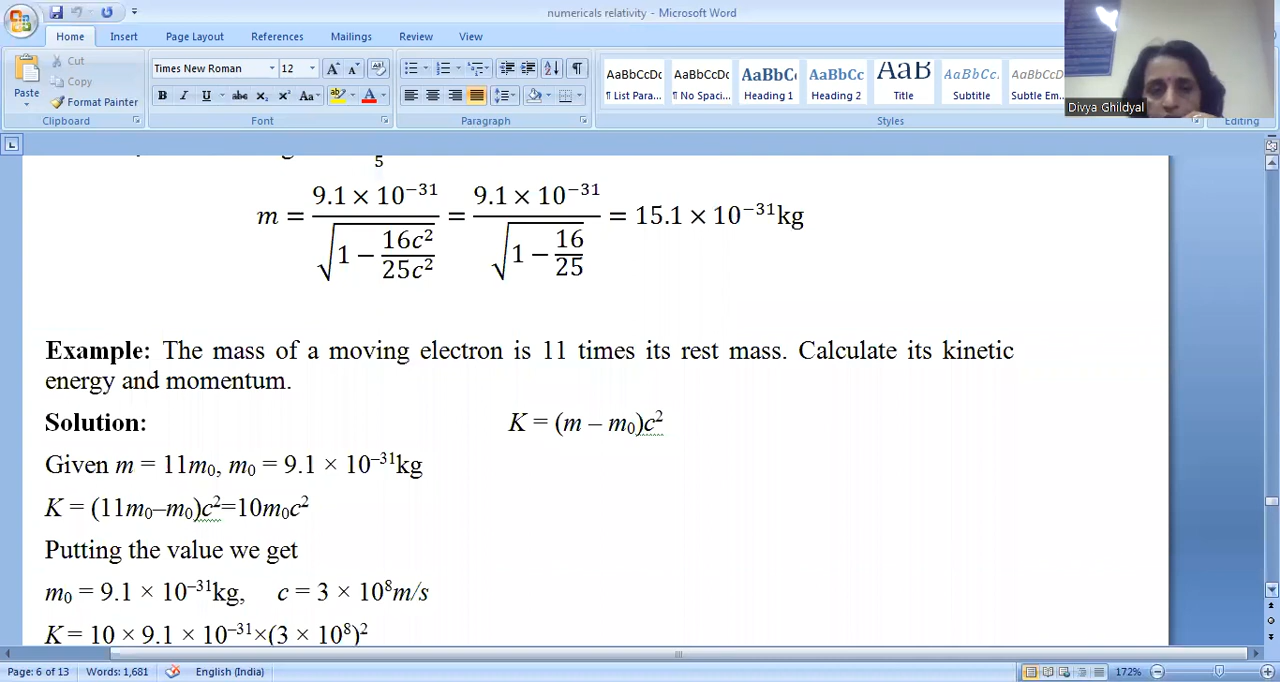 numericals relativity - Microsoft Word
Home Insert Page Layout References Mailings Review View
Paste
Cut
Copy
Format Painter
Clipboard
Times New Roman 12
Font
Paragraph
AaBbCcDc AaBbCcDc AaBbC AaBbCc AaB AaBbCc AaBbCcDc
¶ List Para... ¶ No Spaci... Heading 1 Heading 2 Title Subtitle Subtle Em...
Styles
Editing
Divya Ghildyal
5
m = 9.1 × 10⁻³¹ / √(1 − 16c²/25c²) = 9.1 × 10⁻³¹ / √(1 − 16/25) = 15.1 × 10⁻³¹kg
Example: The mass of a moving electron is 11 times its rest mass. Calculate its kinetic
energy and momentum.
Solution: K = (m – m₀)c²
Given m = 11m₀, m₀ = 9.1 × 10⁻³¹kg
K = (11m₀–m₀)c²=10m₀c²
Putting the value we get
m₀ = 9.1 × 10⁻³¹kg, c = 3 × 10⁸m/s
K = 10 × 9.1 × 10⁻³¹×(3 × 10⁸)²
Page: 6 of 13 Words: 1,681 English (India) 172%